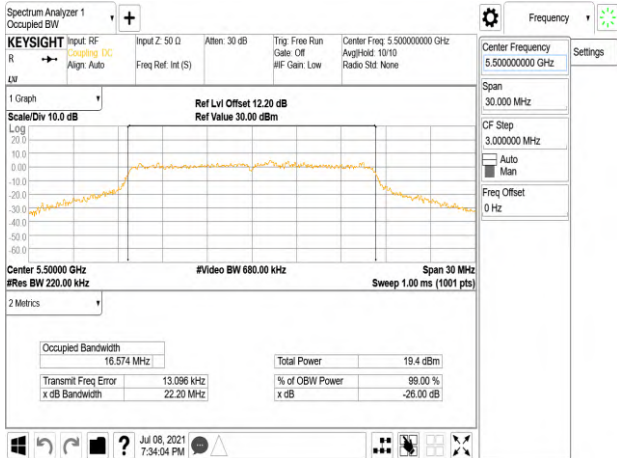 Spectrum Analyzer 1
Occupied BW
Frequency
KEYSIGHT
R
Input: RF
Coupling: DC
Align: Auto
Input Z: 50 Ω
Freq Ref: Int (S)
Atten: 30 dB
Trig: Free Run
Gate: Off
#IF Gain: Low
Center Freq: 5.500000000 GHz
Avg|Hold: 10/10
Radio Std: None
Center Frequency
5.500000000 GHz
Settings
Span
30.000 MHz
CF Step
3.000000 MHz
Auto
Man
Freq Offset
0 Hz
1 Graph
Scale/Div 10.0 dB
Ref Lvl Offset 12.20 dB
Ref Value 30.00 dBm
Log
20.0
10.0
0.00
-10.0
-20.0
-30.0
-40.0
-50.0
-60.0
Center 5.50000 GHz
#Video BW 680.00 kHz
Span 30 MHz
#Res BW 220.00 kHz
Sweep 1.00 ms (1001 pts)
2 Metrics
Occupied Bandwidth
16.574 MHz
Total Power 19.4 dBm
Transmit Freq Error 13.096 kHz
% of OBW Power 99.00 %
x dB Bandwidth 22.20 MHz
x dB -26.00 dB
?
Jul 08, 2021
7:34:04 PM